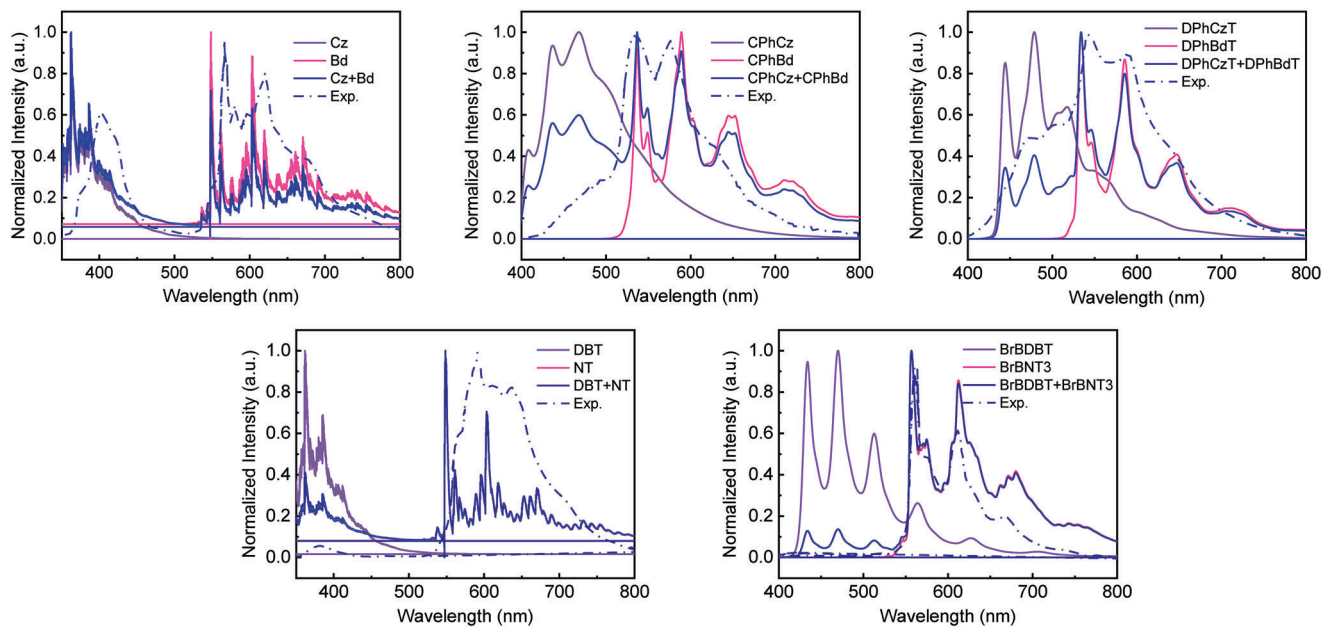 Normalized Intensity (a.u.)
1.0
0.8
0.6
0.4
0.2
0.0
400
500
600
700
800
Wavelength (nm)
Cz
Bd
Cz+Bd
Exp.
Normalized Intensity (a.u.)
1.0
0.8
0.6
0.4
0.2
0.0
400
500
600
700
800
Wavelength (nm)
CPhCz
CPhBd
CPhCz+CPhBd
Exp.
Normalized Intensity (a.u.)
1.0
0.8
0.6
0.4
0.2
0.0
400
500
600
700
800
Wavelength (nm)
DPhCzT
DPhBdT
DPhCzT+DPhBdT
Exp.
Normalized Intensity (a.u.)
1.0
0.8
0.6
0.4
0.2
0.0
400
500
600
700
800
Wavelength (nm)
DBT
NT
DBT+NT
Exp.
Normalized Intensity (a.u.)
1.0
0.8
0.6
0.4
0.2
0.0
400
500
600
700
800
Wavelength (nm)
BrBDBT
BrBNT3
BrBDBT+BrBNT3
Exp.